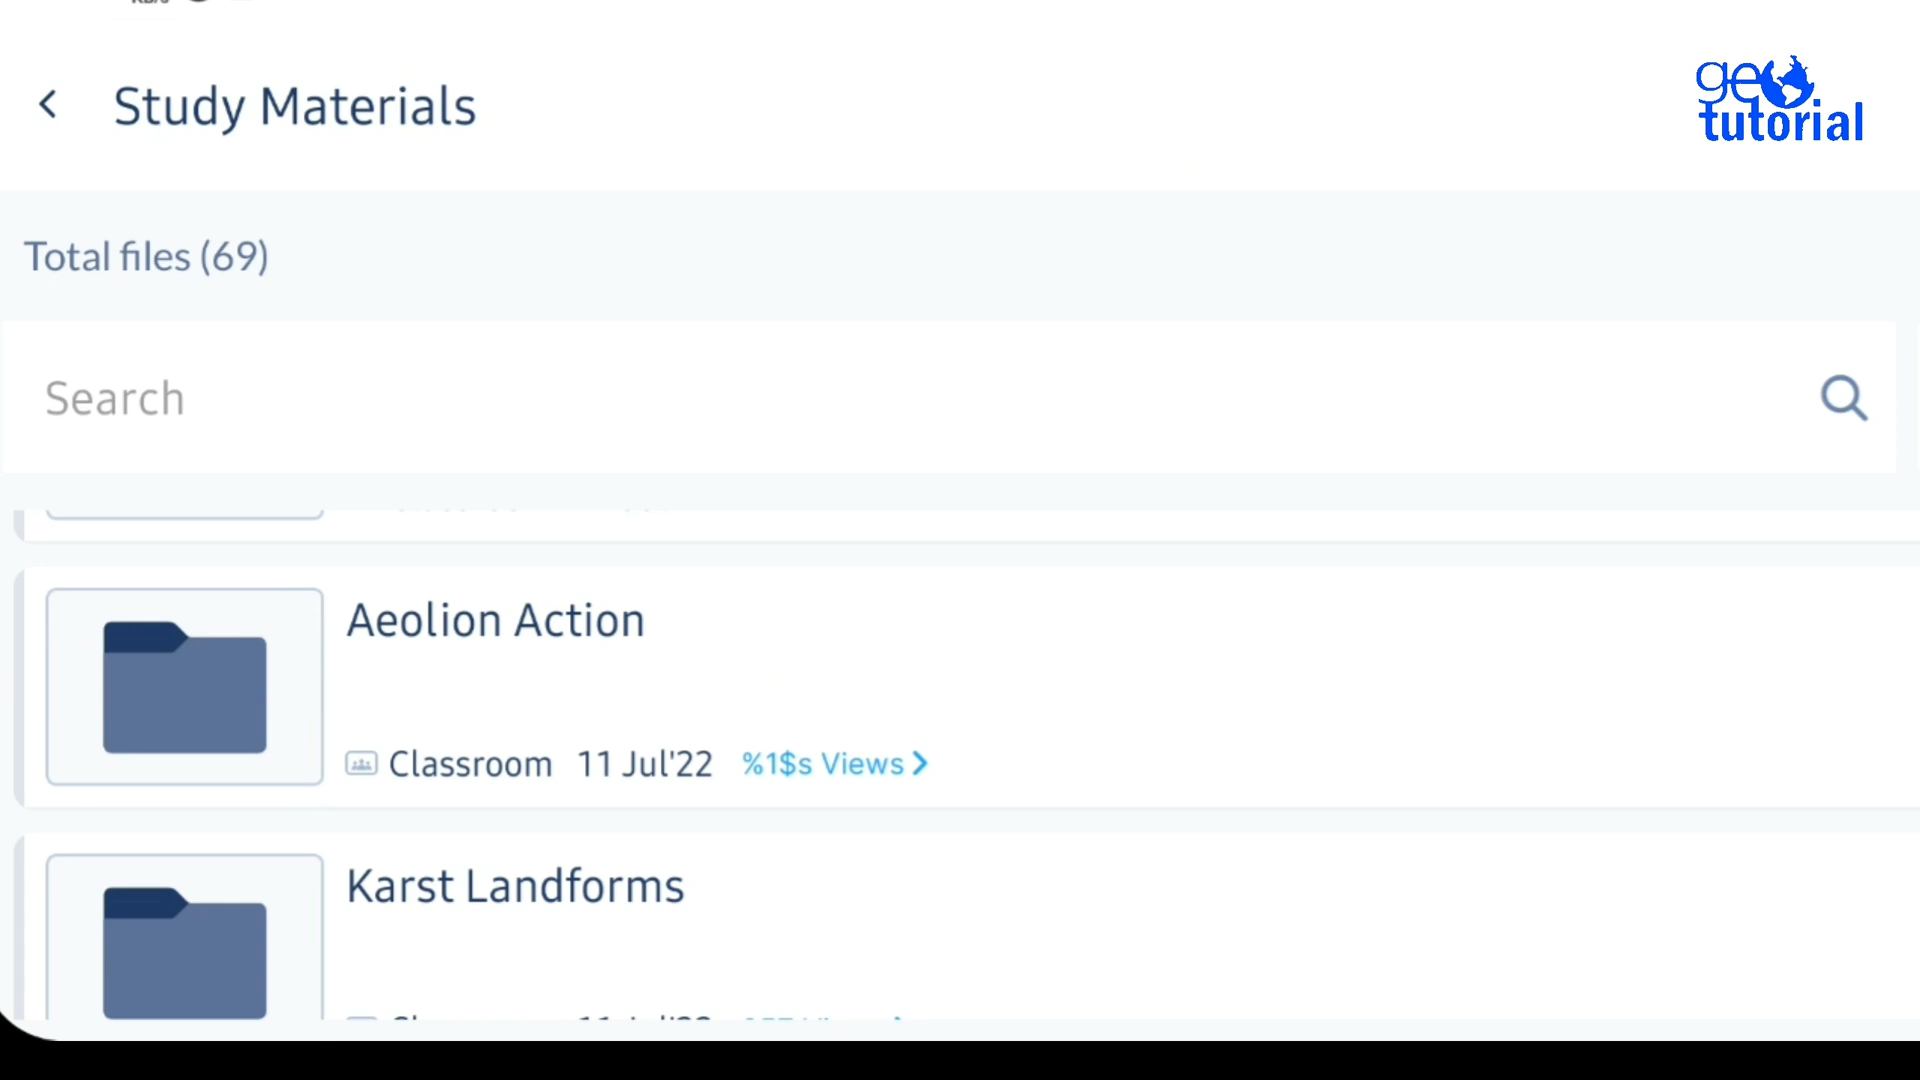 Study Materials
geo
tutorial
Total files (69)
Search
Aeolion Action
Classroom 11 Jul'22 %1$s Views
Karst Landforms